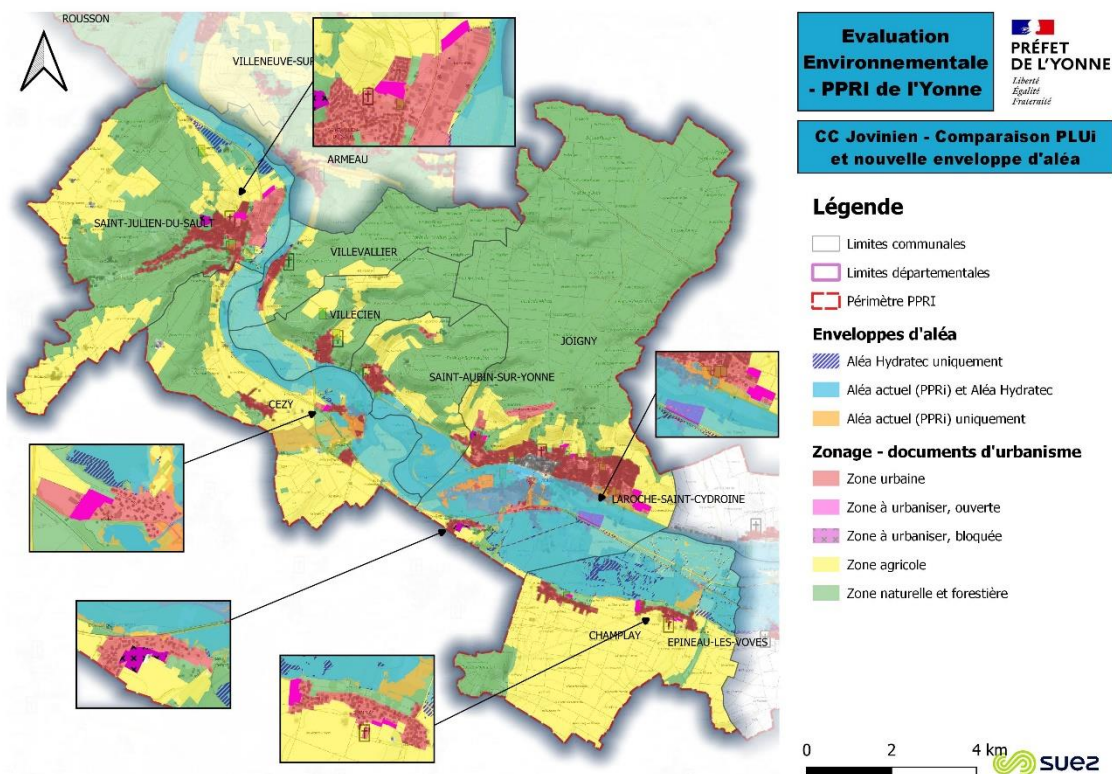 ROUSSON
VILLENEUVE-SUR
ARMEAU
SAINT-JULIEN-DU-SAULT
VILLEVALLIER
VILLECIEN
JOIGNY
SAINT-AUBIN-SUR-YONNE
CEZY
LAROCHE-SAINT-CYDROINE
CHAMPLAY
EPINEAU-LES-VOVES
Evaluation
Environnementale
- PPRI de l'Yonne
PRÉFET
DE L'YONNE
Liberté
Égalité
Fraternité
CC Jovinien - Comparaison PLUi
et nouvelle enveloppe d'aléa
Légende
Limites communales
Limites départementales
Périmètre PPRI
Enveloppes d'aléa
Aléa Hydratec uniquement
Aléa actuel (PPRi) et Aléa Hydratec
Aléa actuel (PPRi) uniquement
Zonage - documents d'urbanisme
Zone urbaine
Zone à urbaniser, ouverte
Zone à urbaniser, bloquée
Zone agricole
Zone naturelle et forestière
0 2 4 km
suez